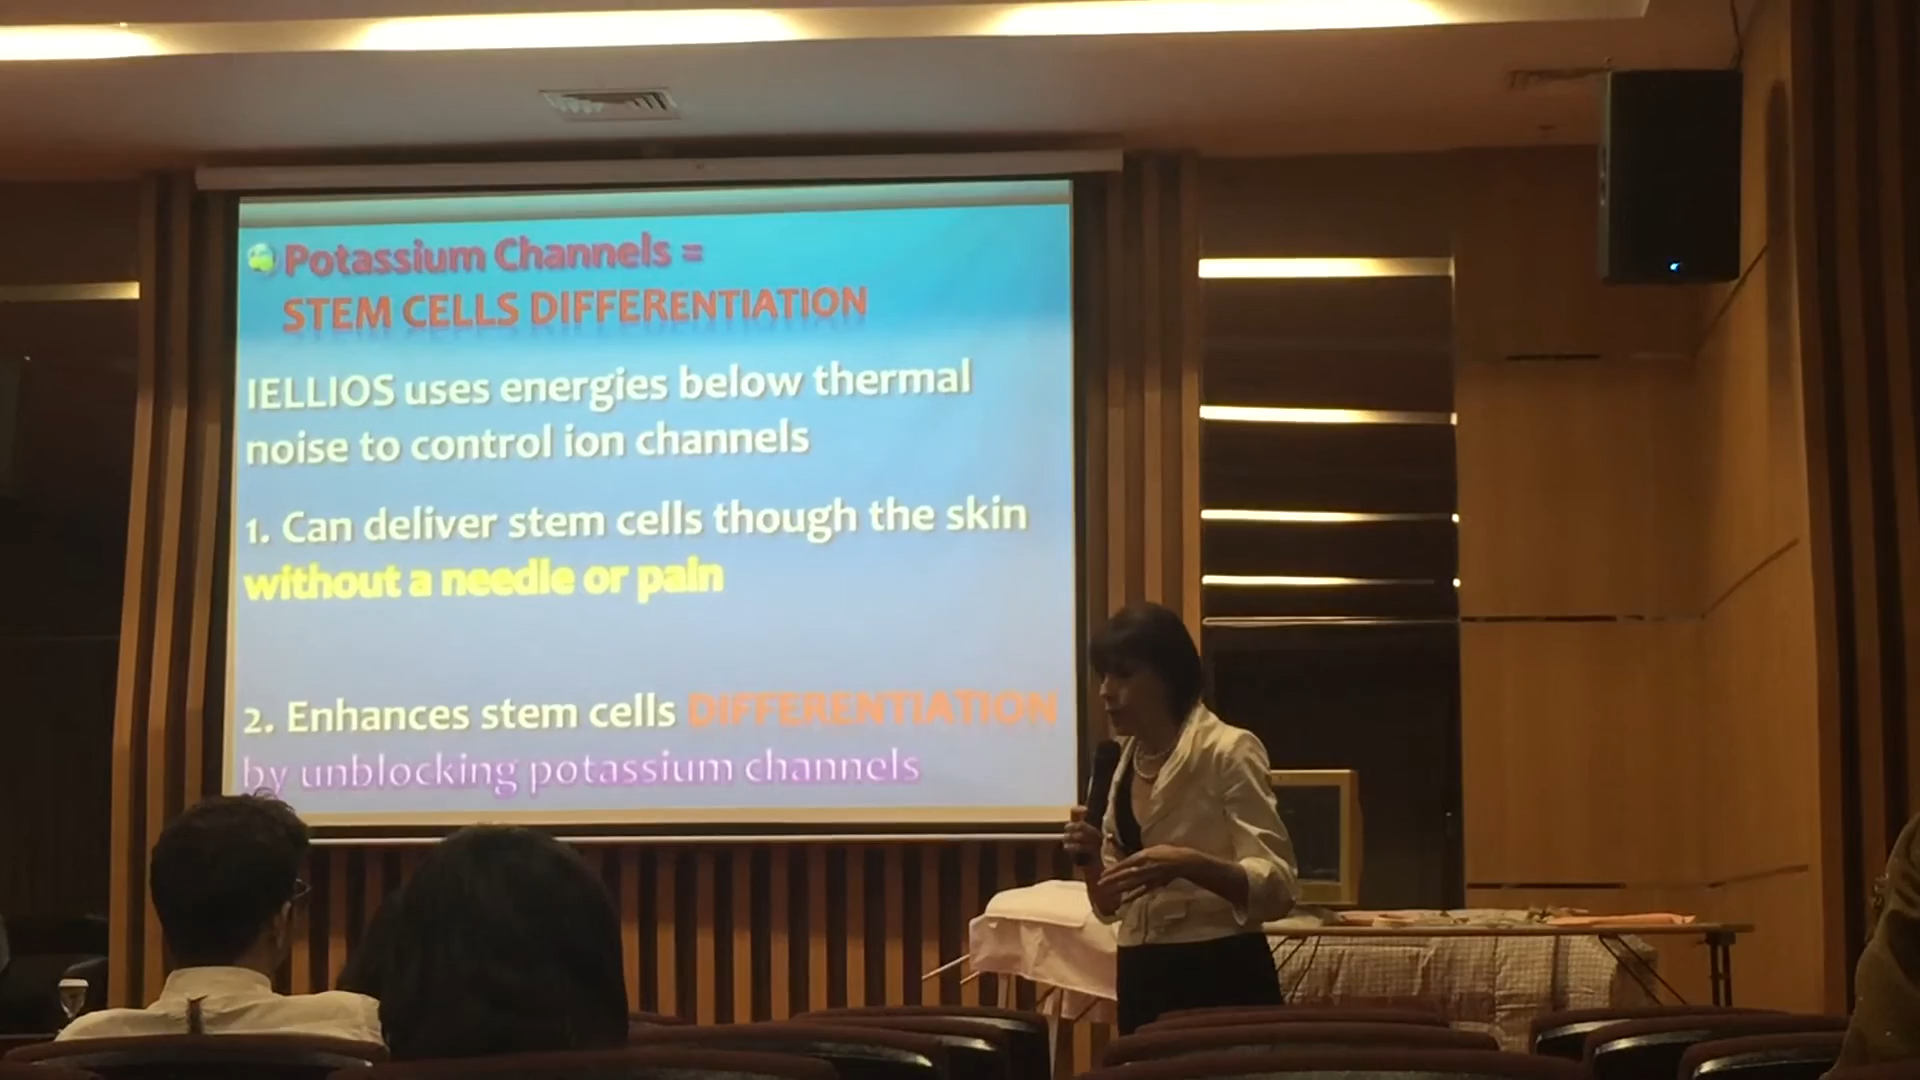 Potassium Channels =
STEM CELLS DIFFERENTIATION
IELLIOS uses energies below thermal
noise to control ion channels
1. Can deliver stem cells though the skin
without a needle or pain
2. Enhances stem cells DIFFERENTIATION
by unblocking potassium channels